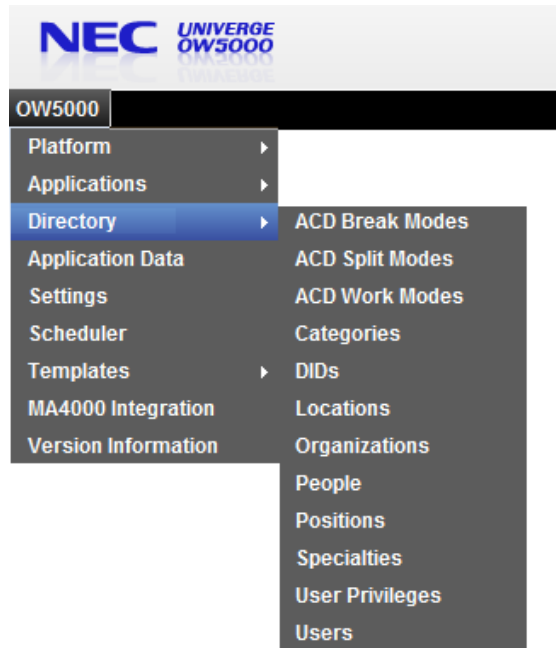 NEC UNIVERGE
OW5000
OW5000
Platform
Applications
Directory
Application Data
Settings
Scheduler
Templates
MA4000 Integration
Version Information
ACD Break Modes
ACD Split Modes
ACD Work Modes
Categories
DIDs
Locations
Organizations
People
Positions
Specialties
User Privileges
Users